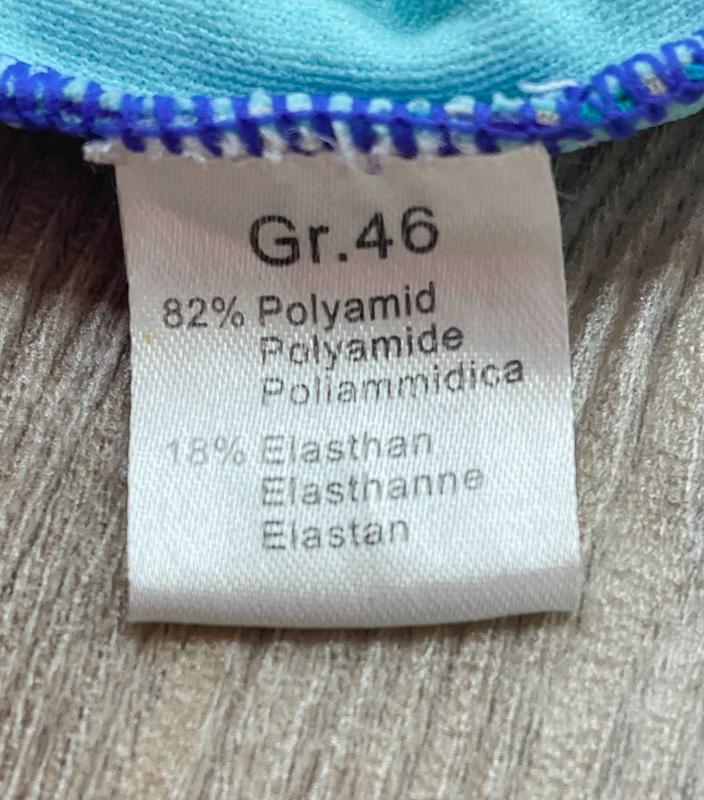 Gr.46
82% Polyamid
Polyamide
Poliammidica
18% Elasthan
Elasthanne
Elastan